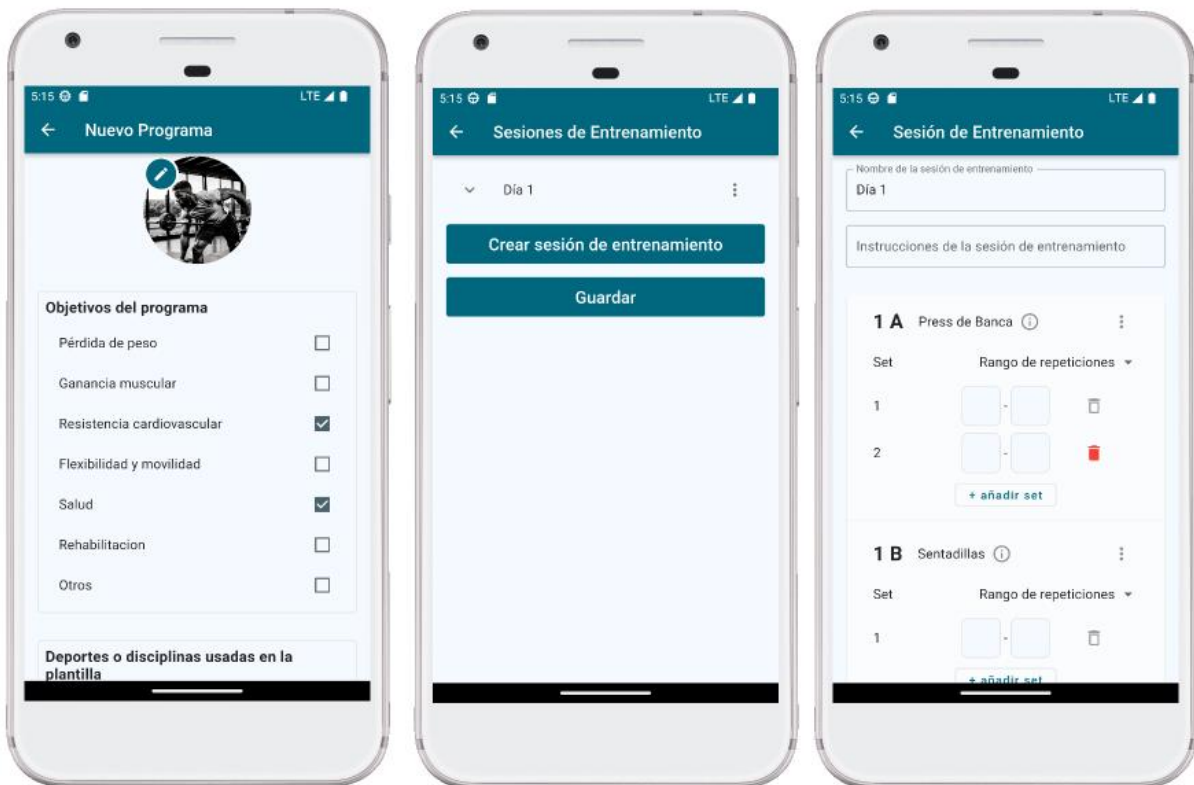 5:15 LTE
Nuevo Programa
Objetivos del programa
Pérdida de peso
Ganancia muscular
Resistencia cardiovascular
Flexibilidad y movilidad
Salud
Rehabilitacion
Otros
Deportes o disciplinas usadas en la
plantilla
5:15 LTE
Sesiones de Entrenamiento
Día 1
Crear sesión de entrenamiento
Guardar
5:15 LTE
Sesión de Entrenamiento
Nombre de la sesión de entrenamiento
Día 1
Instrucciones de la sesión de entrenamiento
1 A Press de Banca
Set Rango de repeticiones
1 -
2 -
+ añadir set
1 B Sentadillas
Set Rango de repeticiones
1 -
+ añadir set